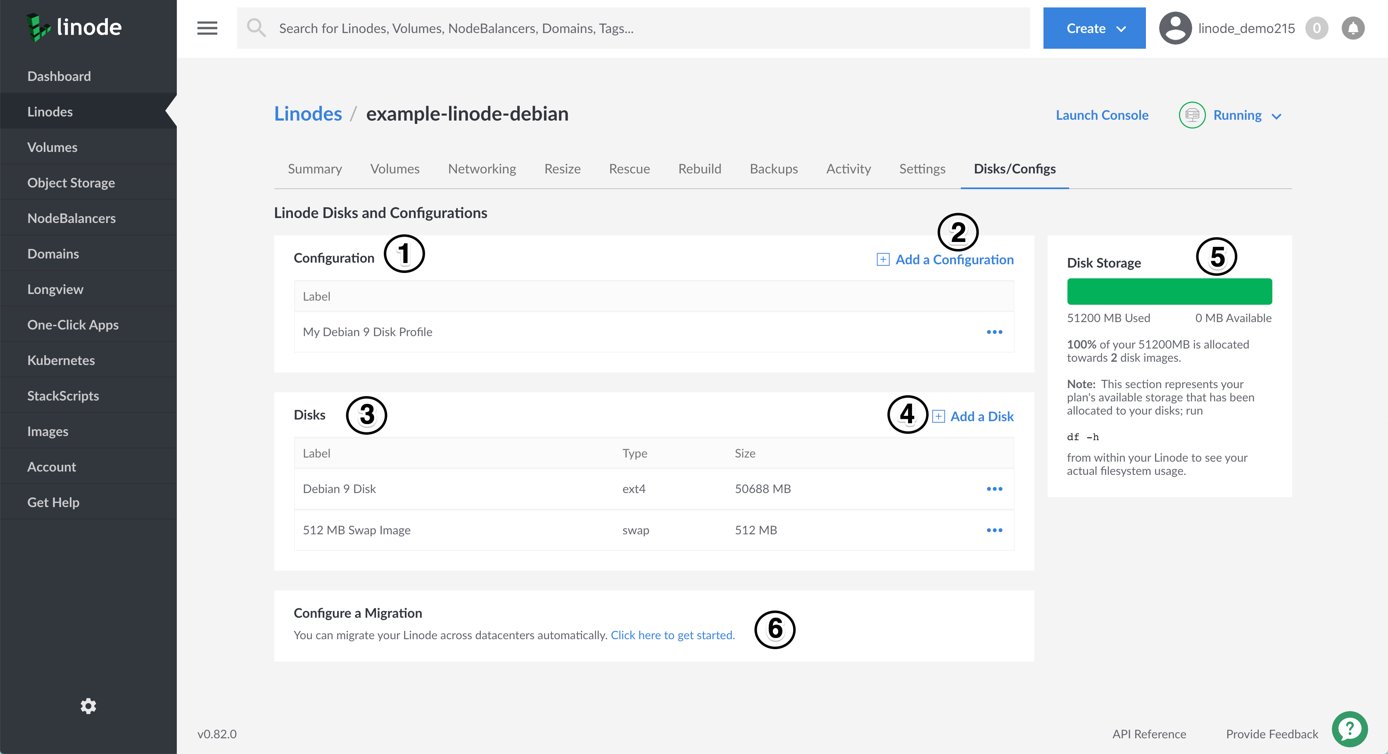 linode
Search for Linodes, Volumes, NodeBalancers, Domains, Tags...
Create
linode_demo215
0
Dashboard
Linodes
Volumes
Object Storage
NodeBalancers
Domains
Longview
One-Click Apps
Kubernetes
StackScripts
Images
Account
Get Help
Linodes / example-linode-debian
Launch Console
Running
Summary Volumes Networking Resize Rescue Rebuild Backups Activity Settings Disks/Configs
Linode Disks and Configurations
Configuration
1
2
Add a Configuration
Label
My Debian 9 Disk Profile
Disks
3
4
Add a Disk
Label Type Size
Debian 9 Disk ext4 50688 MB
512 MB Swap Image swap 512 MB
Configure a Migration
You can migrate your Linode across datacenters automatically. Click here to get started.
6
Disk Storage
5
51200 MB Used 0 MB Available
100% of your 51200MB is allocated
towards 2 disk images.
Note: This section represents your
plan's available storage that has been
allocated to your disks; run
df -h
from within your Linode to see your
actual filesystem usage.
v0.82.0
API Reference
Provide Feedback
?